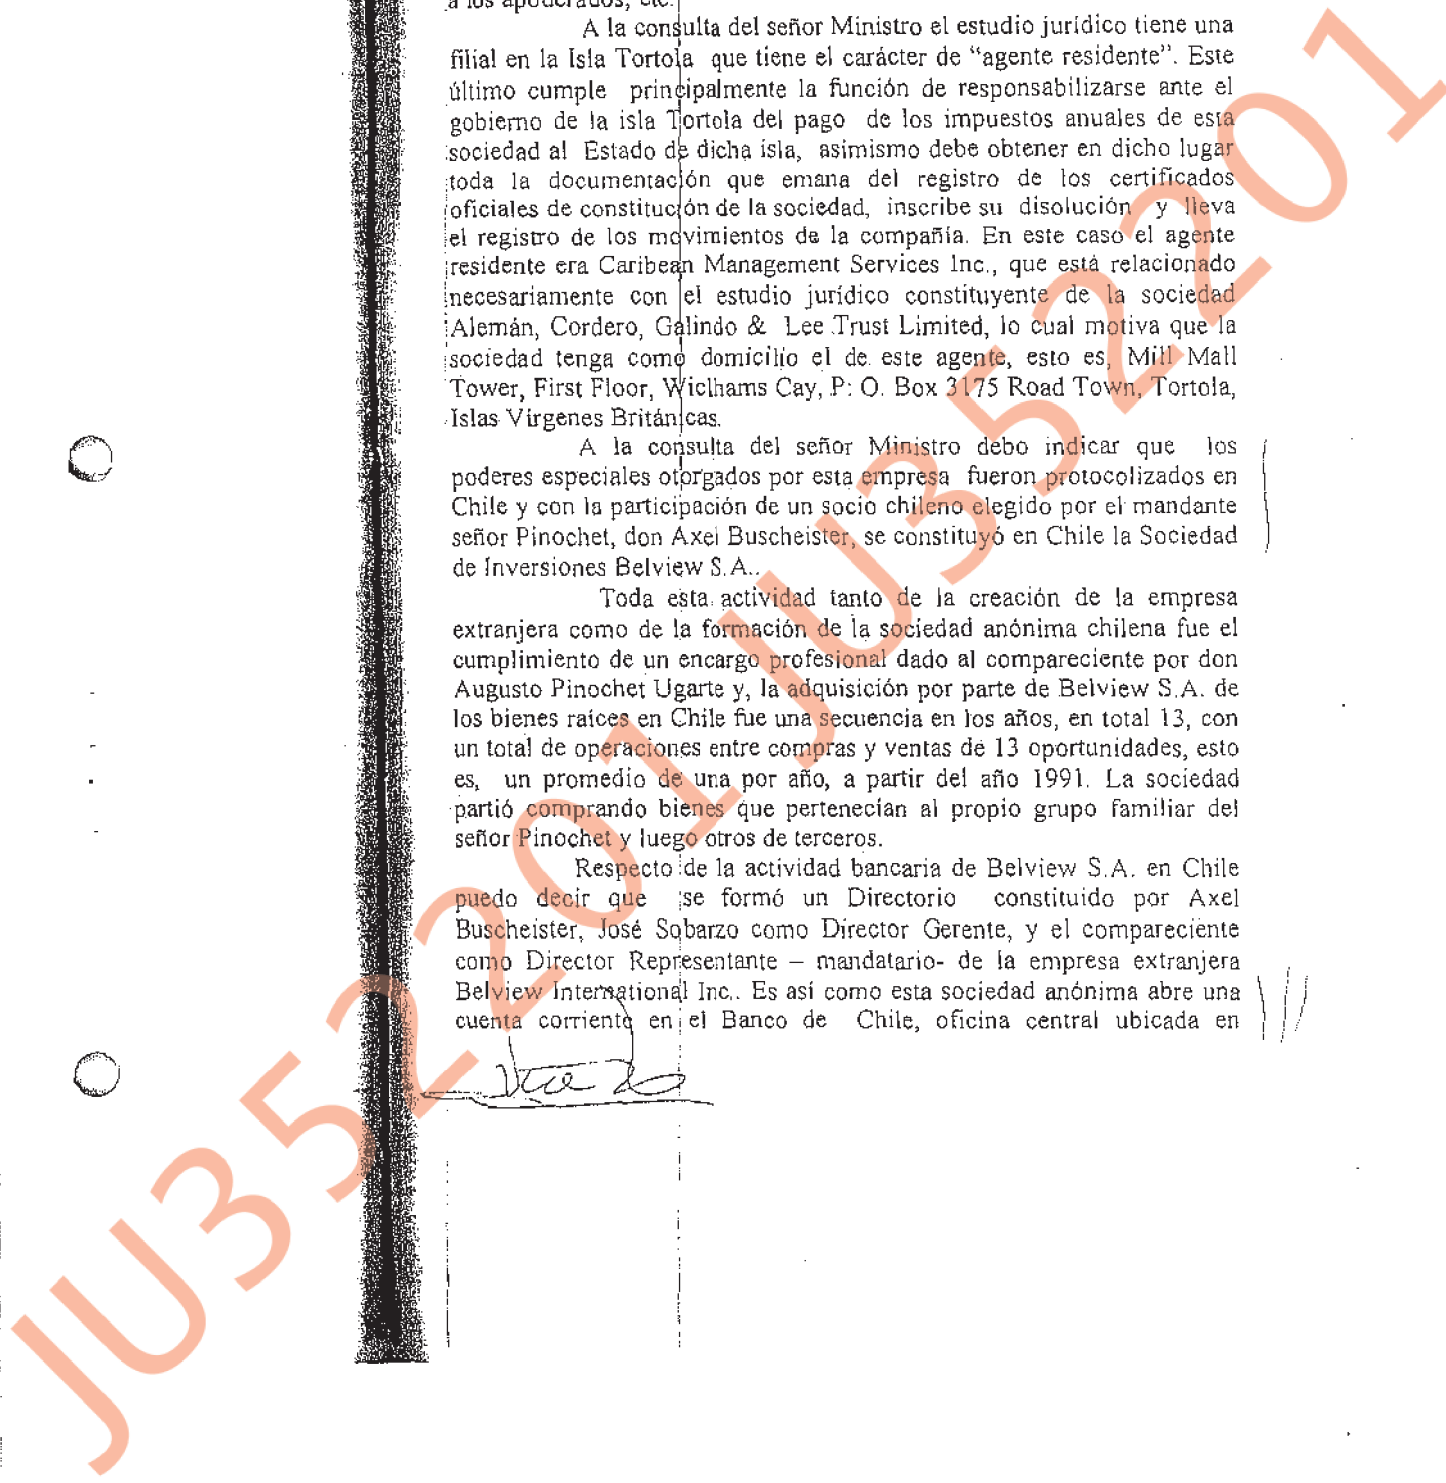 a los apoderados, etc.
A la consulta del señor Ministro el estudio jurídico tiene una
filial en la Isla Tortola que tiene el carácter de “agente residente”. Este
último cumple principalmente la función de responsabilizarse ante el
gobierno de la isla Tortola del pago de los impuestos anuales de esta
sociedad al Estado de dicha isla, asimismo debe obtener en dicho lugar
toda la documentación que emana del registro de los certificados
oficiales de constitución de la sociedad, inscribe su disolución y lleva
el registro de los movimientos de la compañía. En este caso el agente
residente era Caribean Management Services Inc., que está relacionado
necesariamente con el estudio jurídico constituyente de la sociedad
Alemán, Cordero, Galindo & Lee Trust Limited, lo cual motiva que la
sociedad tenga como domicilio el de este agente, esto es, Mill Mall
Tower, First Floor, Wiclhams Cay, P: O. Box 3175 Road Town, Tortola,
Islas Vírgenes Británicas.
A la consulta del señor Ministro debo indicar que los
poderes especiales otorgados por esta empresa fueron protocolizados en
Chile y con la participación de un socio chileno elegido por el mandante
señor Pinochet, don Axel Buscheister, se constituyó en Chile la Sociedad
de Inversiones Belview S.A..
Toda esta actividad tanto de la creación de la empresa
extranjera como de la formación de la sociedad anónima chilena fue el
cumplimiento de un encargo profesional dado al compareciente por don
Augusto Pinochet Ugarte y, la adquisición por parte de Belview S.A. de
los bienes raíces en Chile fue una secuencia en los años, en total 13, con
un total de operaciones entre compras y ventas de 13 oportunidades, esto
es, un promedio de una por año, a partir del año 1991. La sociedad
partió comprando bienes que pertenecían al propio grupo familiar del
señor Pinochet y luego otros de terceros.
Respecto de la actividad bancaria de Belview S.A. en Chile
puedo decir que se formó un Directorio constituido por Axel
Buscheister, José Sobarzo como Director Gerente, y el compareciente
como Director Representante – mandatario- de la empresa extranjera
Belview International Inc.. Es así como esta sociedad anónima abre una
cuenta corriente en el Banco de Chile, oficina central ubicada en
JU352201 JU352201